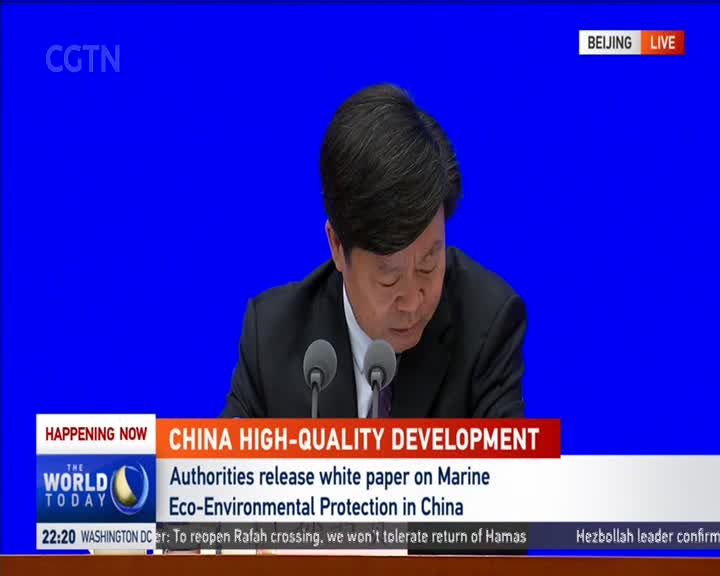 CGTN
BEIJING LIVE
HAPPENING NOW
CHINA HIGH-QUALITY DEVELOPMENT
THE
WORLD
TODAY
Authorities release white paper on Marine
Eco-Environmental Protection in China
22:20 WASHINGTON DC er: To reopen Rafah crossing, we won't tolerate return of Hamas Hezbollah leader confirm